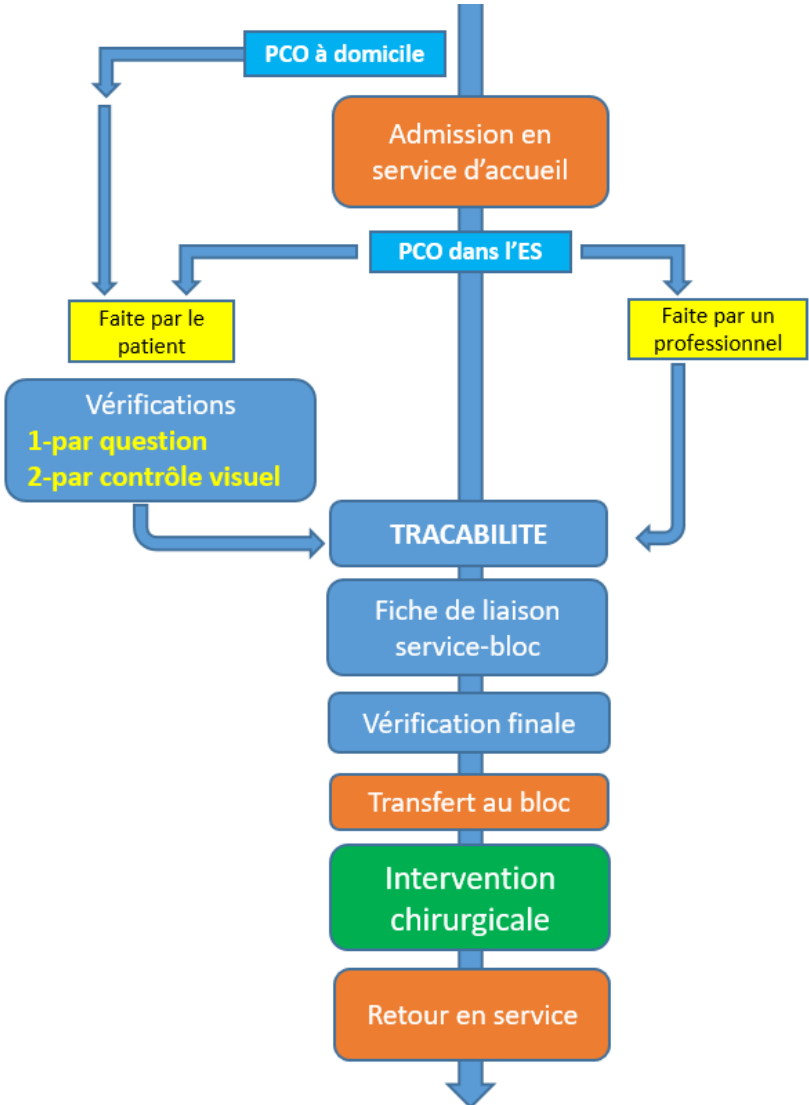 PCO à domicile
Admission en
service d’accueil
PCO dans l’ES
Faite par le
patient
Faite par un
professionnel
Vérifications
1-par question
2-par contrôle visuel
TRACABILITE
Fiche de liaison
service-bloc
Vérification finale
Transfert au bloc
Intervention
chirurgicale
Retour en service